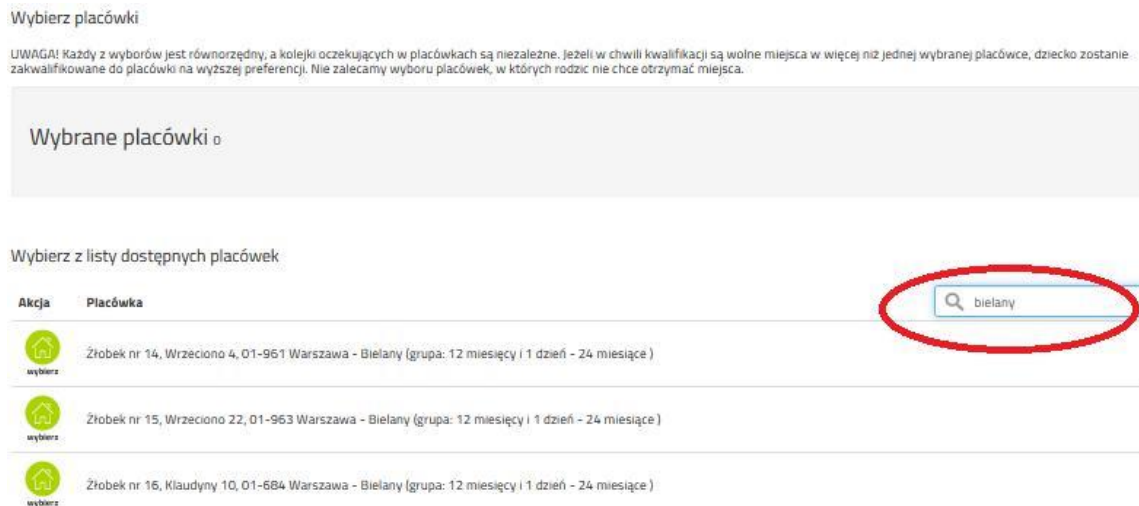 Wybierz placówki
UWAGA! Każdy z wyborów jest równorzędny, a kolejki oczekujących w placówkach są niezależne. Jeżeli w chwili kwalifikacji są wolne miejsca w więcej niż jednej wybranej placówce, dziecko zostanie
zakwalifikowane do placówki na wyższej preferencji. Nie zalecamy wyboru placówek, w których rodzic nie chce otrzymać miejsca.
Wybrane placówki 0
Wybierz z listy dostępnych placówek
Akcja Placówka bielany
Żłobek nr 14, Wrzeciono 4, 01-961 Warszawa - Bielany (grupa: 12 miesięcy i 1 dzień - 24 miesiące )
wybierz
Żłobek nr 15, Wrzeciono 22, 01-963 Warszawa - Bielany (grupa: 12 miesięcy i 1 dzień - 24 miesiące )
wybierz
Żłobek nr 16, Klaudyny 10, 01-684 Warszawa - Bielany (grupa: 12 miesięcy i 1 dzień - 24 miesiące )
wybierz